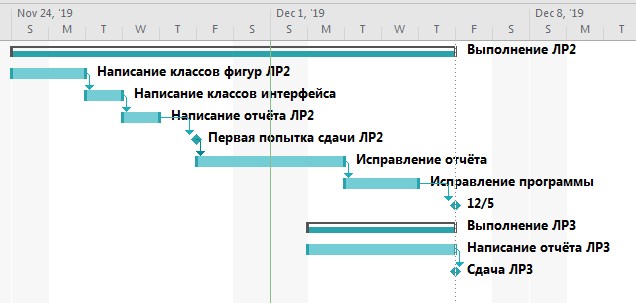 Nov 24, '19 Dec 1, '19 Dec 8, '19
S M T W T F S S M T W T F S S M T
Выполнение ЛР2
Написание классов фигур ЛР2
Написание классов интерфейса
Написание отчёта ЛР2
Первая попытка сдачи ЛР2
Исправление отчёта
Исправление программы
12/5
Выполнение ЛР3
Написание отчёта ЛР3
Сдача ЛР3